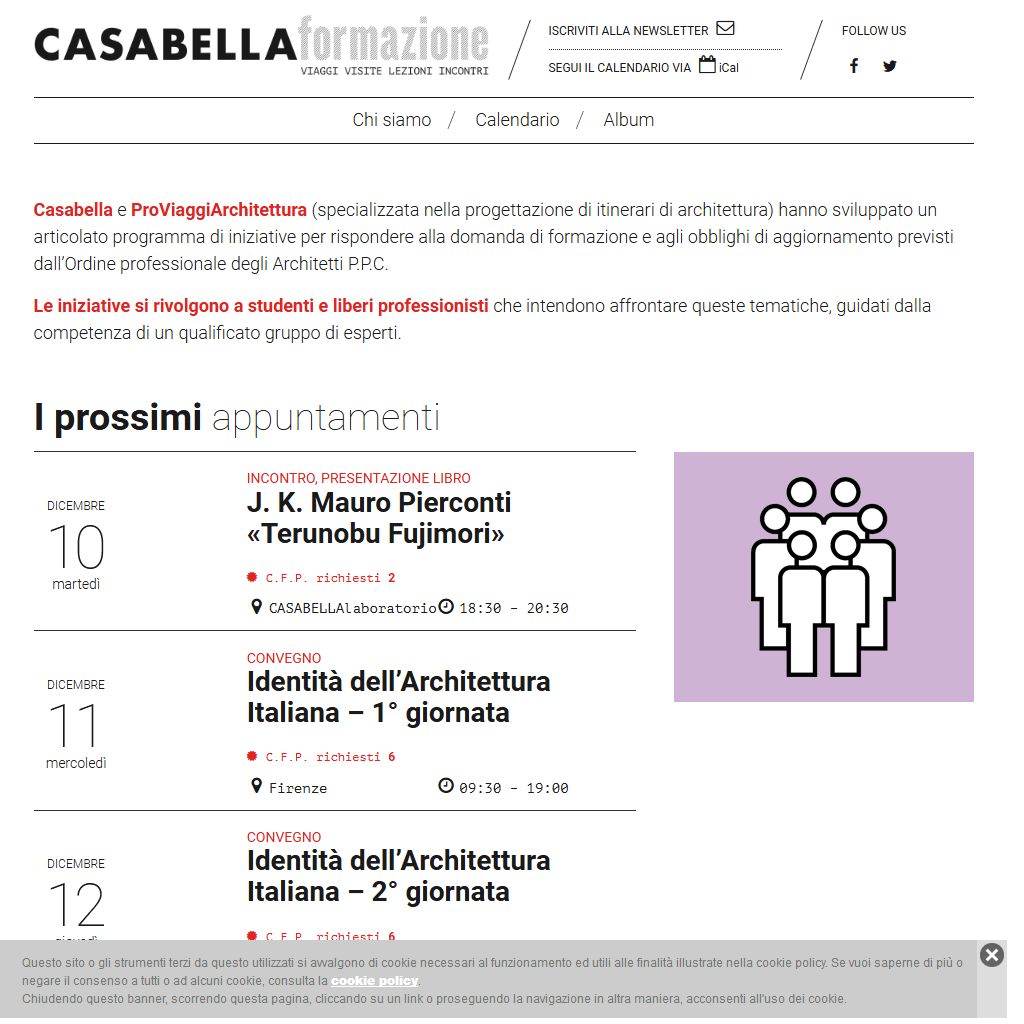 CASABELLAformazione
VIAGGI VISITE LEZIONI INCONTRI
ISCRIVITI ALLA NEWSLETTER
SEGUI IL CALENDARIO VIA iCal
FOLLOW US
Chi siamo / Calendario / Album
Casabella e ProViaggiArchitettura (specializzata nella progettazione di itinerari di architettura) hanno sviluppato un
articolato programma di iniziative per rispondere alla domanda di formazione e agli obblighi di aggiornamento previsti
dall’Ordine professionale degli Architetti P.P.C.
Le iniziative si rivolgono a studenti e liberi professionisti che intendono affrontare queste tematiche, guidati dalla
competenza di un qualificato gruppo di esperti.
I prossimi appuntamenti
DICEMBRE
10
martedì
INCONTRO, PRESENTAZIONE LIBRO
J. K. Mauro Pierconti
«Terunobu Fujimori»
C.F.P. richiesti 2
CASABELLAlaboratorio 18:30 - 20:30
DICEMBRE
11
mercoledì
CONVEGNO
Identità dell’Architettura
Italiana – 1° giornata
C.F.P. richiesti 6
Firenze 09:30 - 19:00
DICEMBRE
12
giovedì
CONVEGNO
Identità dell’Architettura
Italiana – 2° giornata
C.F.P. richiesti 6
Questo sito o gli strumenti terzi da questo utilizzati si avvalgono di cookie necessari al funzionamento ed utili alle finalità illustrate nella cookie policy. Se vuoi saperne di più o
negare il consenso a tutti o ad alcuni cookie, consulta la cookie policy.
Chiudendo questo banner, scorrendo questa pagina, cliccando su un link o proseguendo la navigazione in altra maniera, acconsenti all'uso dei cookie.